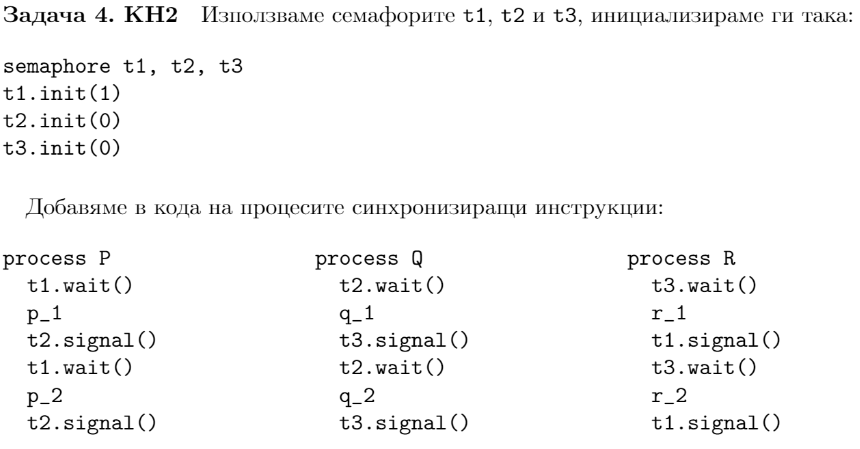 Задача 4. КН2 Използваме семафорите t1, t2 и t3, инициализираме ги така:
semaphore t1, t2, t3
t1.init(1)
t2.init(0)
t3.init(0)
Добавяме в кода на процесите синхронизиращи инструкции:
process P process Q process R
t1.wait() t2.wait() t3.wait()
p_1 q_1 r_1
t2.signal() t3.signal() t1.signal()
t1.wait() t2.wait() t3.wait()
p_2 q_2 r_2
t2.signal() t3.signal() t1.signal()